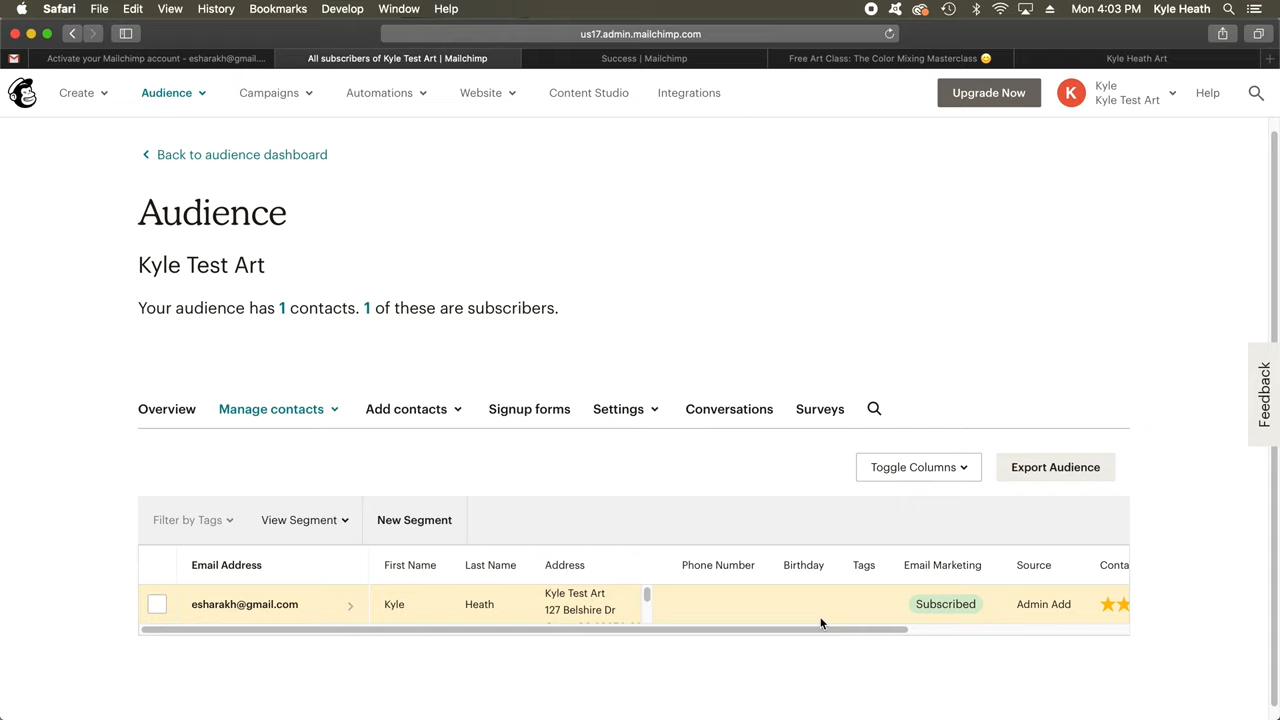 Safari File Edit View History Bookmarks Develop Window Help
Mon 4:03 PM Kyle Heath
us17.admin.mailchimp.com
Activate your Mailchimp account - esharakh@gmail....
All subscribers of Kyle Test Art | Mailchimp
Success | Mailchimp
Free Art Class: The Color Mixing Masterclass 😊
Kyle Heath Art
Create
Audience
Campaigns
Automations
Website
Content Studio
Integrations
Upgrade Now
K
Kyle
Kyle Test Art
Help
Back to audience dashboard
Audience
Kyle Test Art
Your audience has 1 contacts. 1 of these are subscribers.
Feedback
Overview
Manage contacts
Add contacts
Signup forms
Settings
Conversations
Surveys
Toggle Columns
Export Audience
Filter by Tags
View Segment
New Segment
Email Address
First Name
Last Name
Address
Phone Number
Birthday
Tags
Email Marketing
Source
Conta
esharakh@gmail.com
Kyle
Heath
Kyle Test Art
127 Belshire Dr
Subscribed
Admin Add